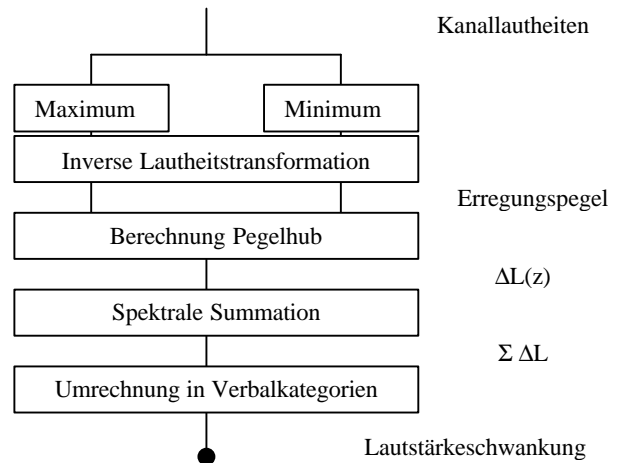 Kanallautheiten
Maximum
Minimum
Inverse Lautheitstransformation
Erregungspegel
Berechnung Pegelhub
ΔL(z)
Spektrale Summation
Σ ΔL
Umrechnung in Verbalkategorien
Lautstärkeschwankung